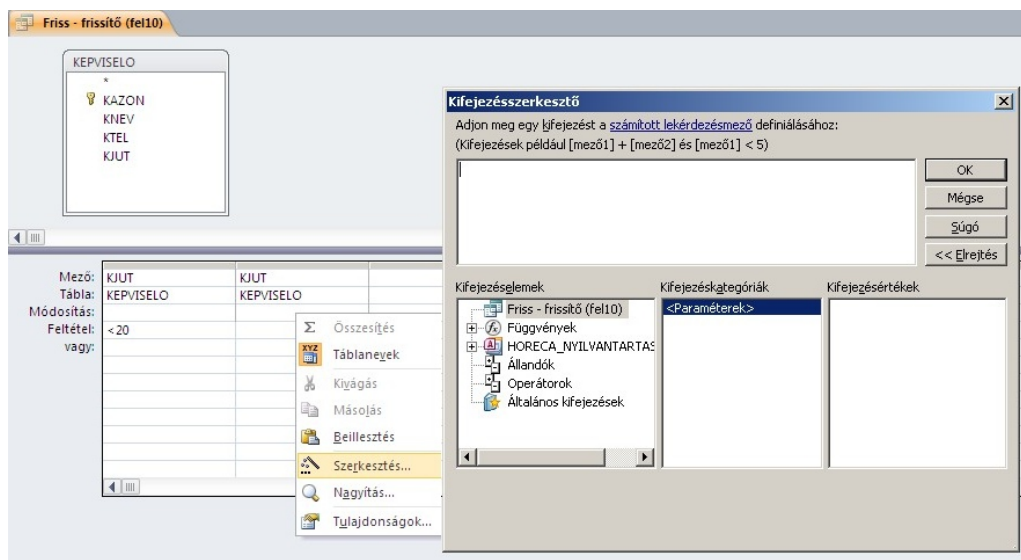 Friss - frissítő (fel10)
KEPVISELO
*
KAZON
KNEV
KTEL
KJUT
Mező: KJUT KJUT
Tábla: KEPVISELO KEPVISELO
Módosítás:
Feltétel: <20
vagy:
Σ Összesítés
XYZ Táblanevek
Kivágás
Másolás
Beillesztés
Szerkesztés...
Nagyítás...
Tulajdonságok...
Kifejezésszerkesztő
Adjon meg egy kifejezést a számított lekérdezésmező definiálásához:
(Kifejezések például [mező1] + [mező2] és [mező1] < 5)
OK
Mégse
Súgó
<< Elrejtés
Kifejezéselemek Kifejezéskategóriák Kifejezésértékek
Friss - frissítő (fel10) <Paraméterek>
Függvények
HORECA_NYILVANTARTAS
Állandók
Operátorok
Általános kifejezések